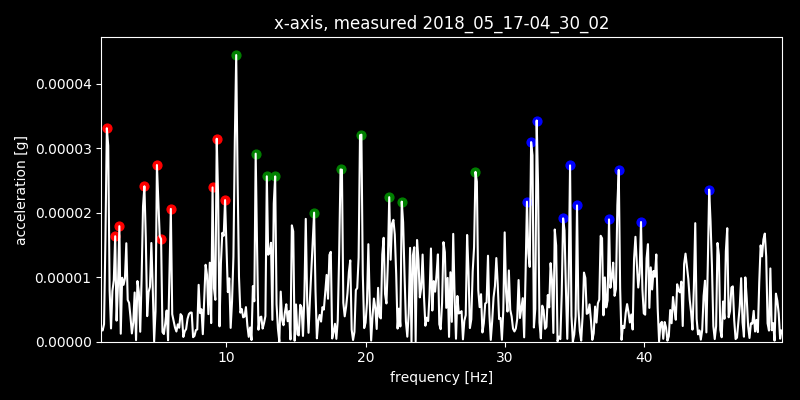 x-axis, measured 2018_05_17-04_30_02
acceleration [g]
0.00004
0.00003
0.00002
0.00001
0.00000
10 20 30 40
frequency [Hz]